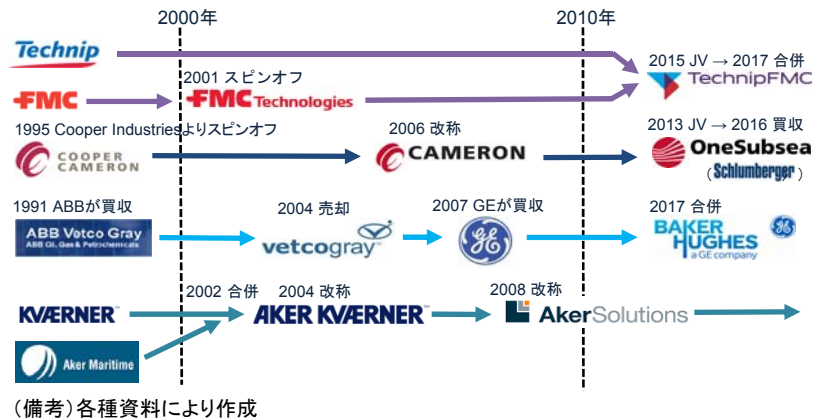 2000年
2010年
Technip
2015 JV → 2017 合併
TechnipFMC
2001 スピンオフ
FMC
FMC Technologies
1995 Cooper Industriesよりスピンオフ
2006 改称
2013 JV → 2016 買収
COOPER
CAMERON
CAMERON
OneSubsea
(Schlumberger)
1991 ABBが買収
2004 売却
2007 GEが買収
2017 合併
ABB Vetco Gray
ABB Oil, Gas & Petrochemicals
vetcogray™
GE
BAKER
HUGHES
a GE company
GE
2002 合併
2004 改称
2008 改称
KVÆRNER™
AKER KVÆRNER™
AkerSolutions
Aker Maritime
(備考)各種資料により作成